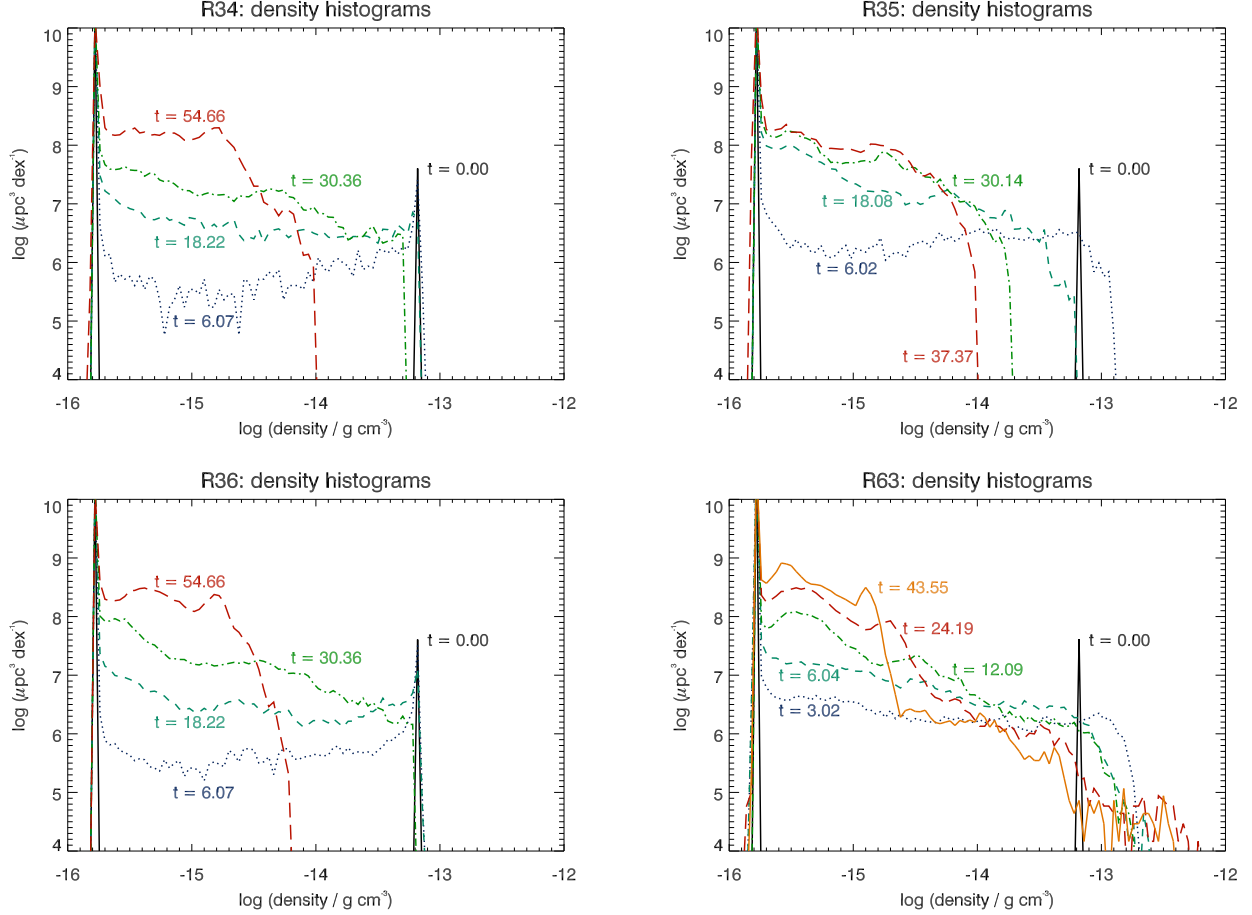 R34: density histograms
10
9
8
7
6
5
4
-16
-15
-14
-13
-12
log (μpc³ dex⁻¹)
log (density / g cm⁻³)
t = 54.66
t = 0.00
t = 30.36
t = 18.22
t = 6.07
R35: density histograms
10
9
8
7
6
5
4
-16
-15
-14
-13
-12
log (μpc³ dex⁻¹)
log (density / g cm⁻³)
t = 0.00
t = 30.14
t = 18.08
t = 6.02
t = 37.37
R36: density histograms
10
9
8
7
6
5
4
-16
-15
-14
-13
-12
log (μpc³ dex⁻¹)
log (density / g cm⁻³)
t = 54.66
t = 0.00
t = 30.36
t = 18.22
t = 6.07
R63: density histograms
10
9
8
7
6
5
4
-16
-15
-14
-13
-12
log (μpc³ dex⁻¹)
log (density / g cm⁻³)
t = 43.55
t = 24.19
t = 0.00
t = 12.09
t = 6.04
t = 3.02